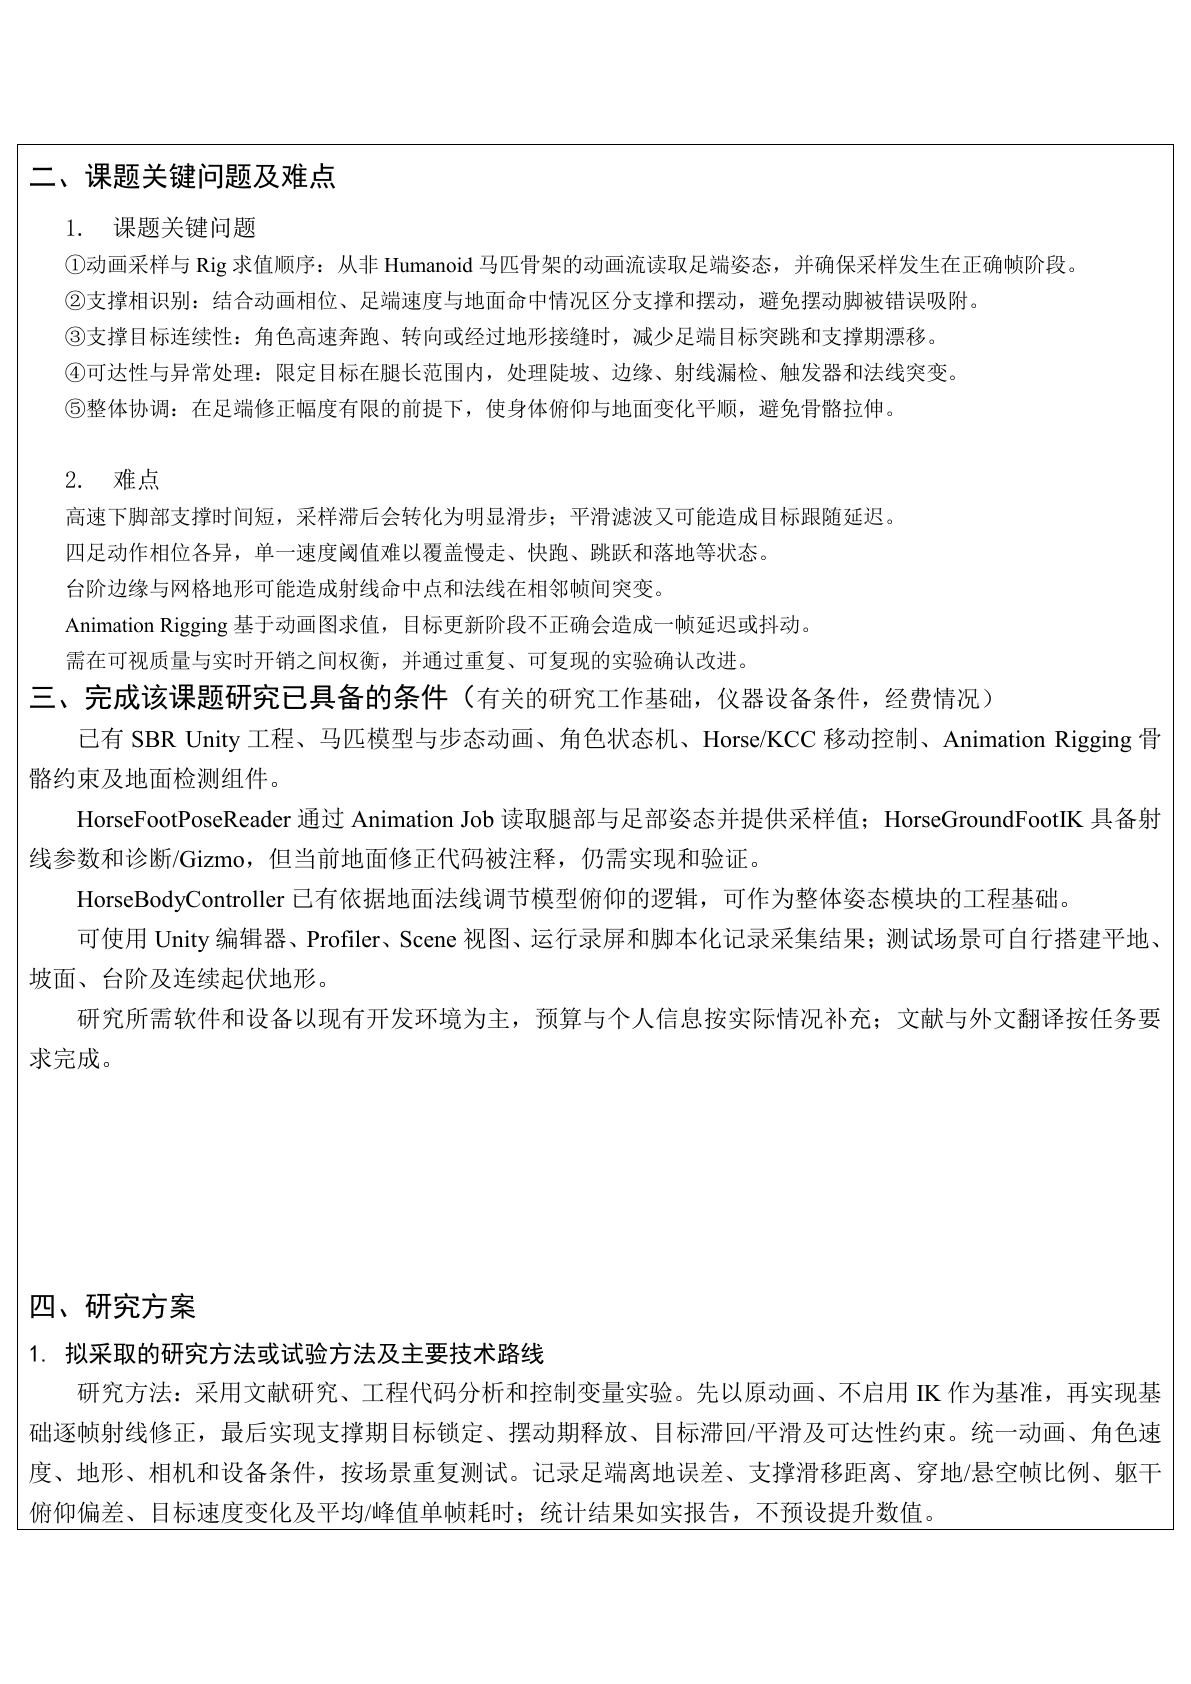 二、课题关键问题及难点
1. 课题关键问题
①动画采样与 Rig 求值顺序：从非 Humanoid 马匹骨架的动画流读取足端姿态，并确保采样发生在正确帧阶段。
②支撑相识别：结合动画相位、足端速度与地面命中情况区分支撑和摆动，避免摆动脚被错误吸附。
③支撑目标连续性：角色高速奔跑、转向或经过地形接缝时，减少足端目标突跳和支撑期漂移。
④可达性与异常处理：限定目标在腿长范围内，处理陡坡、边缘、射线漏检、触发器和法线突变。
⑤整体协调：在足端修正幅度有限的前提下，使身体俯仰与地面变化平顺，避免骨骼拉伸。
2. 难点
高速下脚部支撑时间短，采样滞后会转化为明显滑步；平滑滤波又可能造成目标跟随延迟。
四足动作相位各异，单一速度阈值难以覆盖慢走、快跑、跳跃和落地等状态。
台阶边缘与网格地形可能造成射线命中点和法线在相邻帧间突变。
Animation Rigging 基于动画图求值，目标更新阶段不正确会造成一帧延迟或抖动。
需在可视质量与实时开销之间权衡，并通过重复、可复现的实验确认改进。
三、完成该课题研究已具备的条件（有关的研究工作基础，仪器设备条件，经费情况）
已有 SBR Unity 工程、马匹模型与步态动画、角色状态机、Horse/KCC 移动控制、Animation Rigging 骨
骼约束及地面检测组件。
HorseFootPoseReader 通过 Animation Job 读取腿部与足部姿态并提供采样值；HorseGroundFootIK 具备射
线参数和诊断/Gizmo，但当前地面修正代码被注释，仍需实现和验证。
HorseBodyController 已有依据地面法线调节模型俯仰的逻辑，可作为整体姿态模块的工程基础。
可使用 Unity 编辑器、Profiler、Scene 视图、运行录屏和脚本化记录采集结果；测试场景可自行搭建平地、
坡面、台阶及连续起伏地形。
研究所需软件和设备以现有开发环境为主，预算与个人信息按实际情况补充；文献与外文翻译按任务要
求完成。
四、研究方案
1. 拟采取的研究方法或试验方法及主要技术路线
研究方法：采用文献研究、工程代码分析和控制变量实验。先以原动画、不启用 IK 作为基准，再实现基
础逐帧射线修正，最后实现支撑期目标锁定、摆动期释放、目标滞回/平滑及可达性约束。统一动画、角色速
度、地形、相机和设备条件，按场景重复测试。记录足端离地误差、支撑滑移距离、穿地/悬空帧比例、躯干
俯仰偏差、目标速度变化及平均/峰值单帧耗时；统计结果如实报告，不预设提升数值。